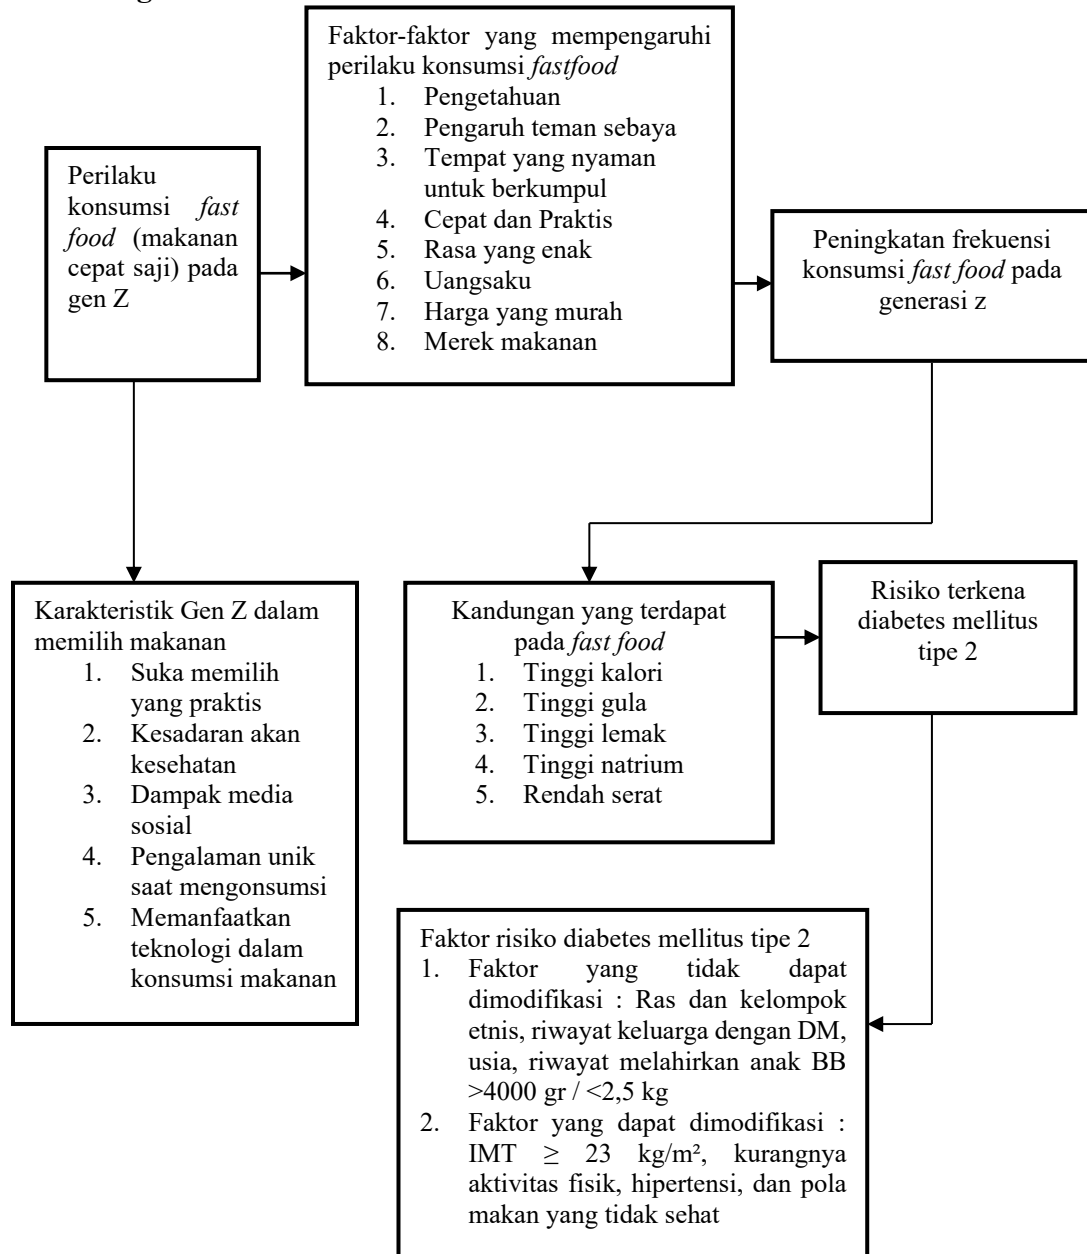 Faktor-faktor yang mempengaruhi
perilaku konsumsi fastfood
1. Pengetahuan
2. Pengaruh teman sebaya
3. Tempat yang nyaman
untuk berkumpul
4. Cepat dan Praktis
5. Rasa yang enak
6. Uangsaku
7. Harga yang murah
8. Merek makanan
Perilaku
konsumsi fast
food (makanan
cepat saji) pada
gen Z
Peningkatan frekuensi
konsumsi fast food pada
generasi z
Karakteristik Gen Z dalam
memilih makanan
1. Suka memilih
yang praktis
2. Kesadaran akan
kesehatan
3. Dampak media
sosial
4. Pengalaman unik
saat mengonsumsi
5. Memanfaatkan
teknologi dalam
konsumsi makanan
Kandungan yang terdapat
pada fast food
1. Tinggi kalori
2. Tinggi gula
3. Tinggi lemak
4. Tinggi natrium
5. Rendah serat
Risiko terkena
diabetes mellitus
tipe 2
Faktor risiko diabetes mellitus tipe 2
1. Faktor yang tidak dapat
dimodifikasi : Ras dan kelompok
etnis, riwayat keluarga dengan DM,
usia, riwayat melahirkan anak BB
>4000 gr / <2,5 kg
2. Faktor yang dapat dimodifikasi :
IMT ≥ 23 kg/m², kurangnya
aktivitas fisik, hipertensi, dan pola
makan yang tidak sehat